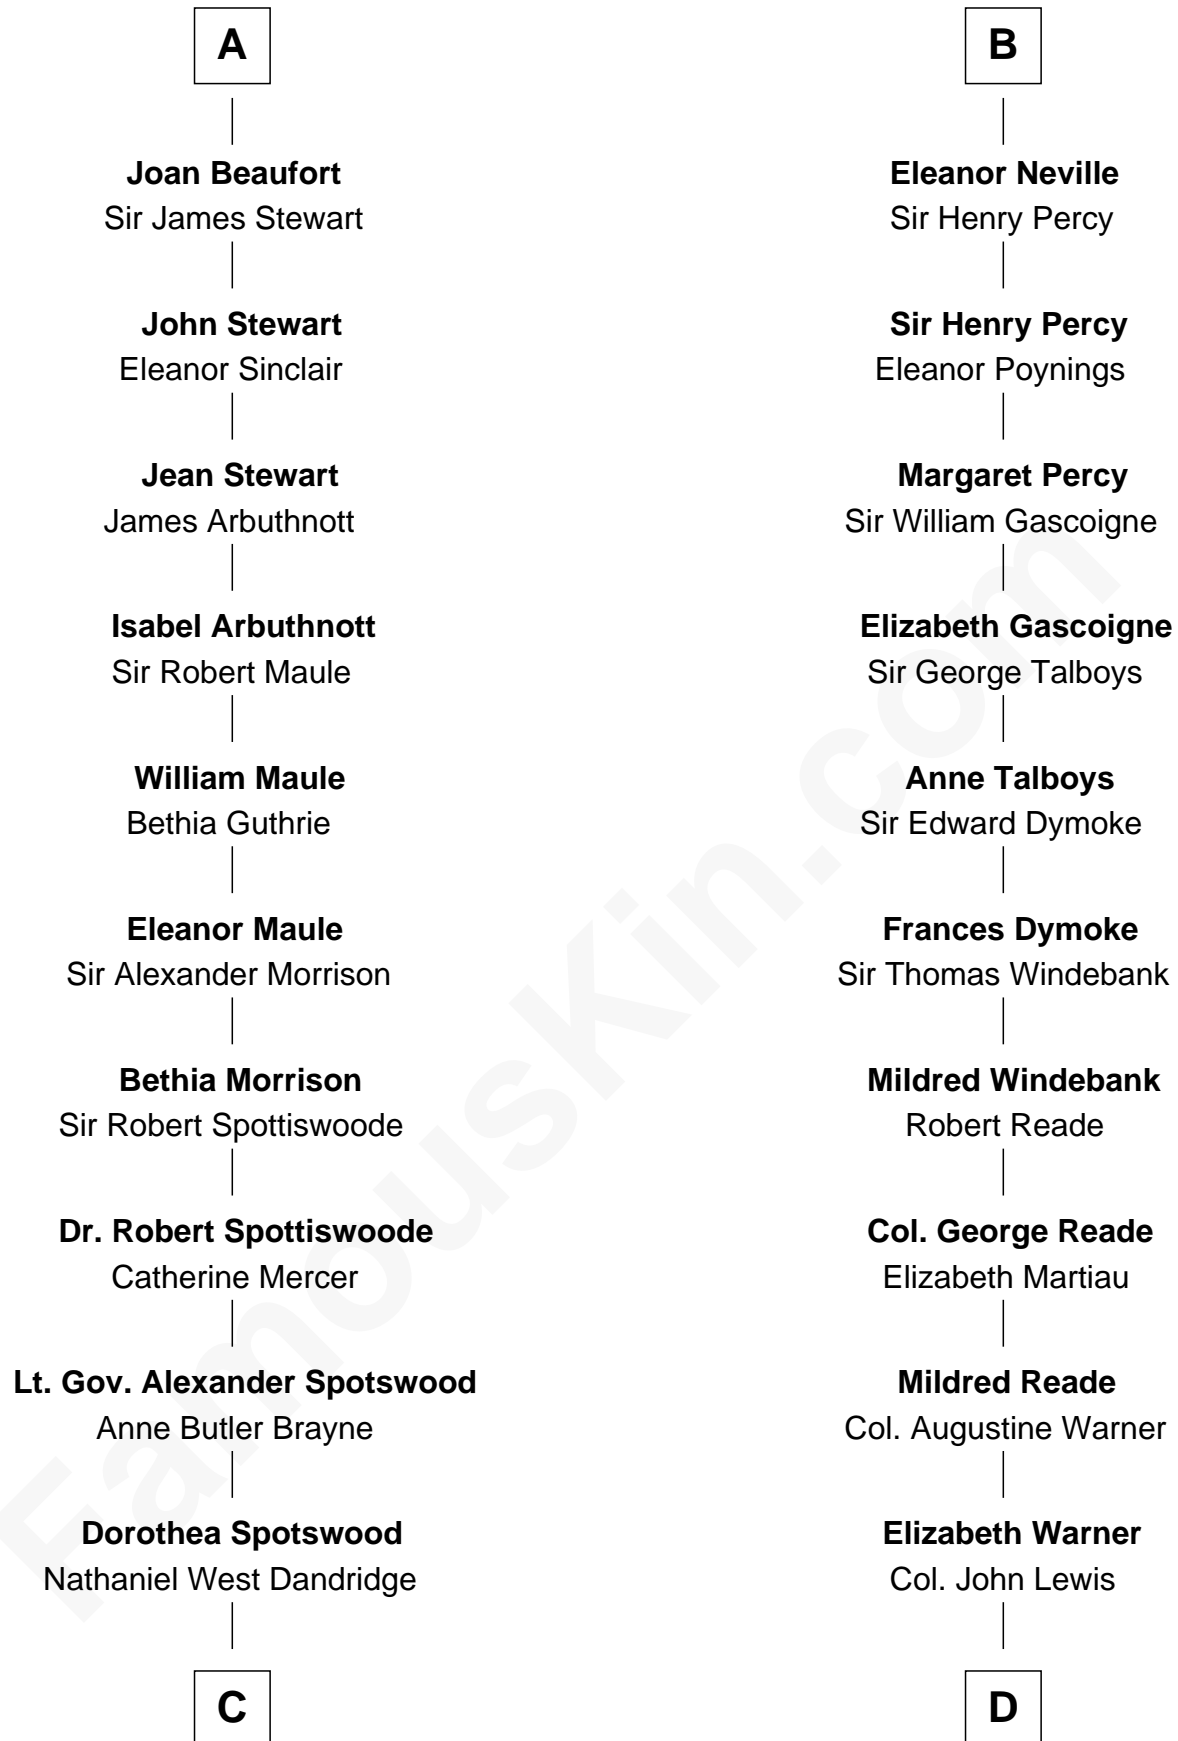 A
Joan Beaufort
Sir James Stewart
John Stewart
Eleanor Sinclair
Jean Stewart
James Arbuthnott
Isabel Arbuthnott
Sir Robert Maule
William Maule
Bethia Guthrie
Eleanor Maule
Sir Alexander Morrison
Bethia Morrison
Sir Robert Spottiswoode
Dr. Robert Spottiswoode
Catherine Mercer
Lt. Gov. Alexander Spotswood
Anne Butler Brayne
Dorothea Spotswood
Nathaniel West Dandridge
C
B
Eleanor Neville
Sir Henry Percy
Sir Henry Percy
Eleanor Poynings
Margaret Percy
Sir William Gascoigne
Elizabeth Gascoigne
Sir George Talboys
Anne Talboys
Sir Edward Dymoke
Frances Dymoke
Sir Thomas Windebank
Mildred Windebank
Robert Reade
Col. George Reade
Elizabeth Martiau
Mildred Reade
Col. Augustine Warner
Elizabeth Warner
Col. John Lewis
D
FamousKin.com